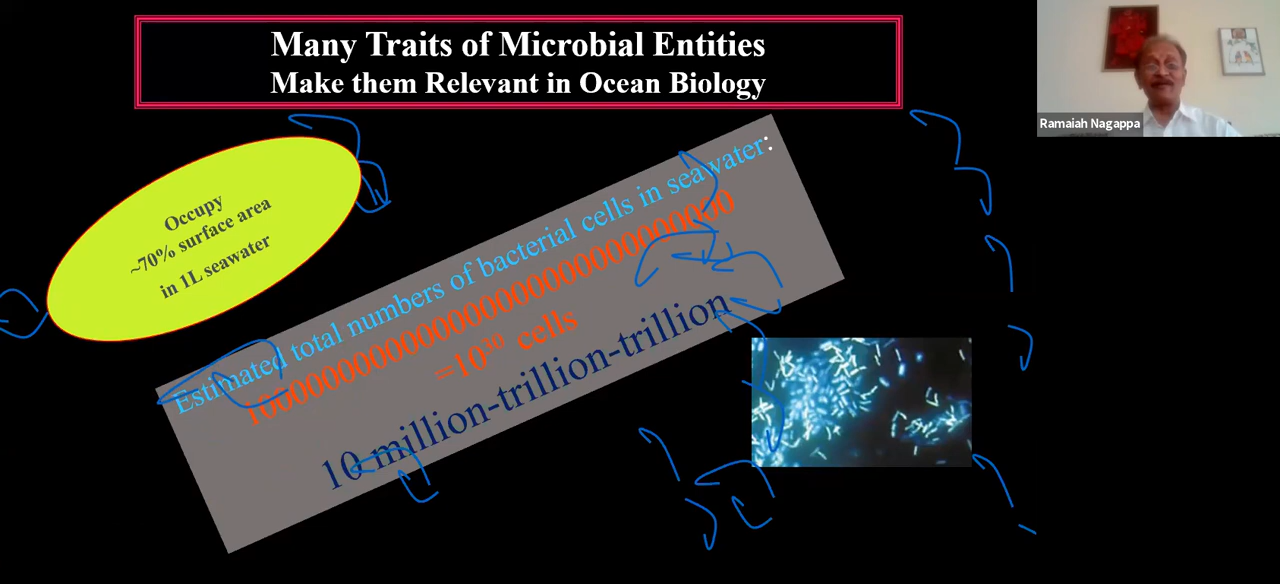 Many Traits of Microbial Entities
Make them Relevant in Ocean Biology
Ramaiah Nagappa
Occupy
~70% surface area
in 1L seawater
Estimated total numbers of bacterial cells in seawater:
=10³⁰ cells
10 million-trillion-trillion